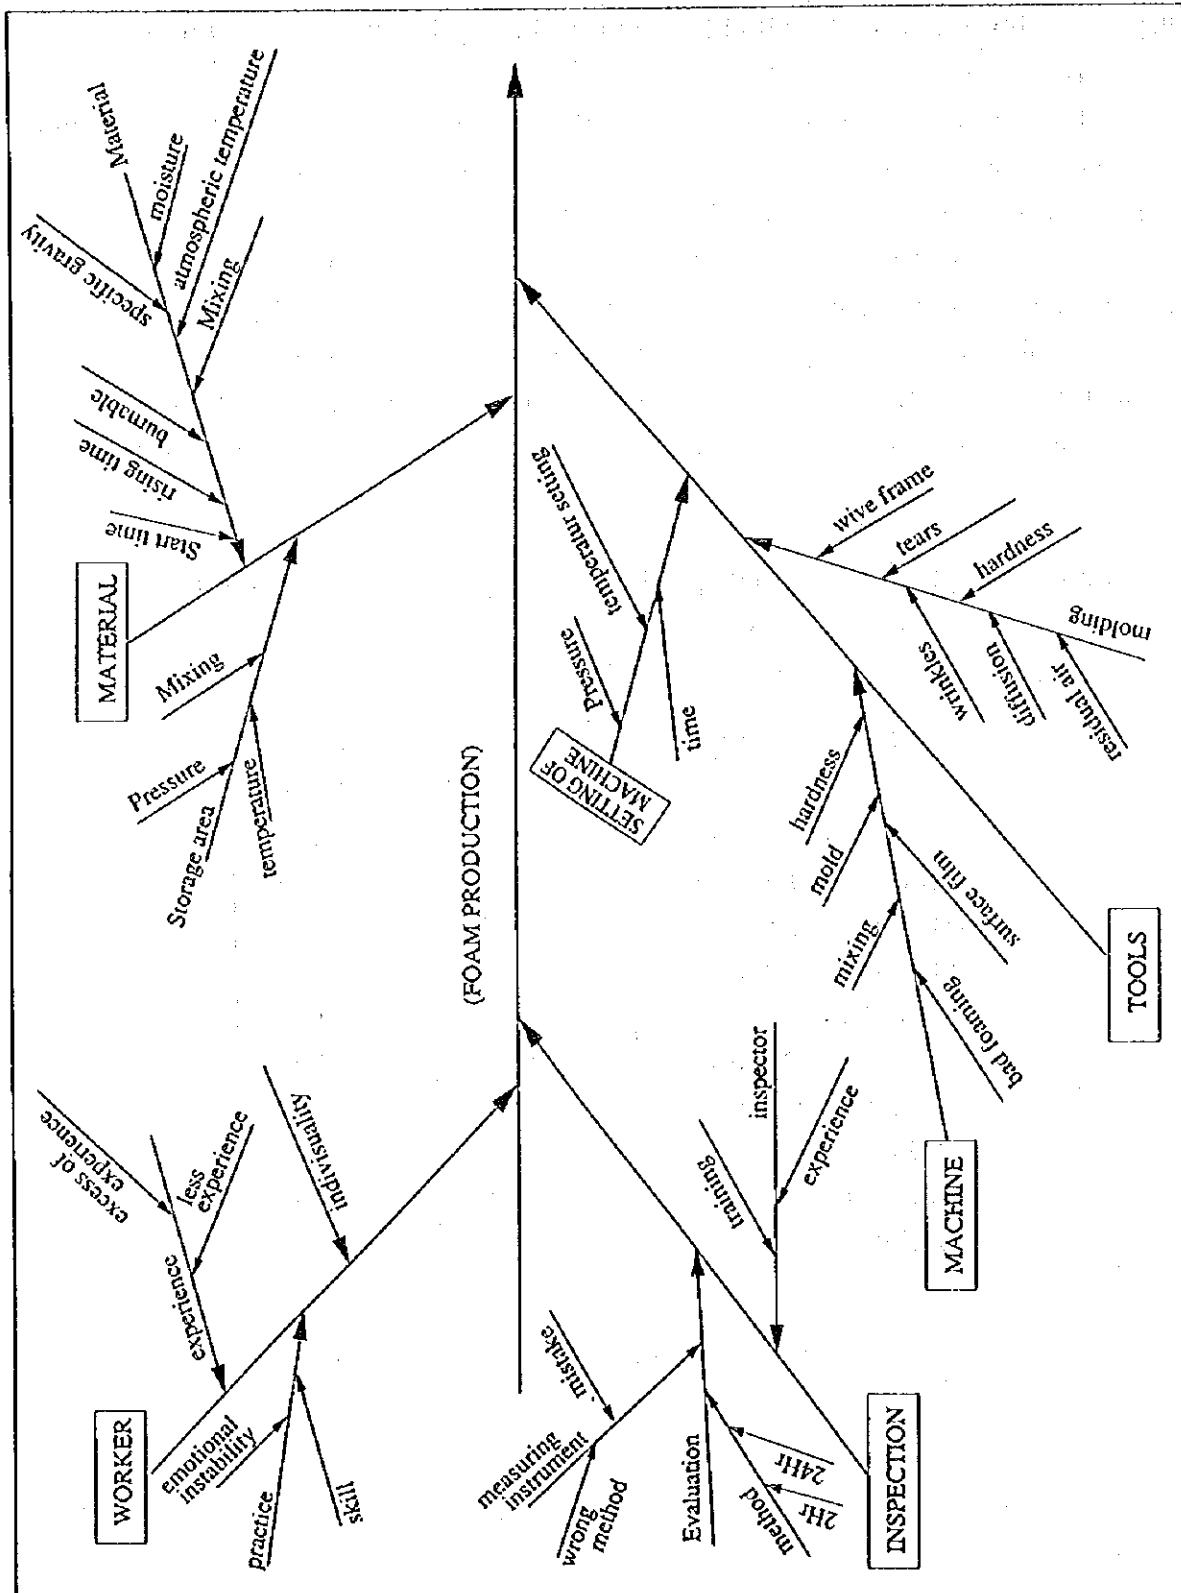 WORKER
excess of
experience
less
experience
experience
indivisuality
emotional
instability
practice
skill
MATERIAL
Pressure
Mixing
Storage area
temperature
Start time
rising time
burnable
specific gravity
Material
moisture
atmospheric temperature
Mixing
(FOAM PRODUCTION)
INSPECTION
measuring
instrument
mistake
wrong
method
Evaluation
method
2Hr
24Hr
training
inspector
experience
MACHINE
hardness
mold
mixing
surface film
bad foaming
SETTING OF
MACHINE
Pressure
temperatur setting
time
TOOLS
wive frame
tears
hardness
molding
wrinkles
diffusion
residual air